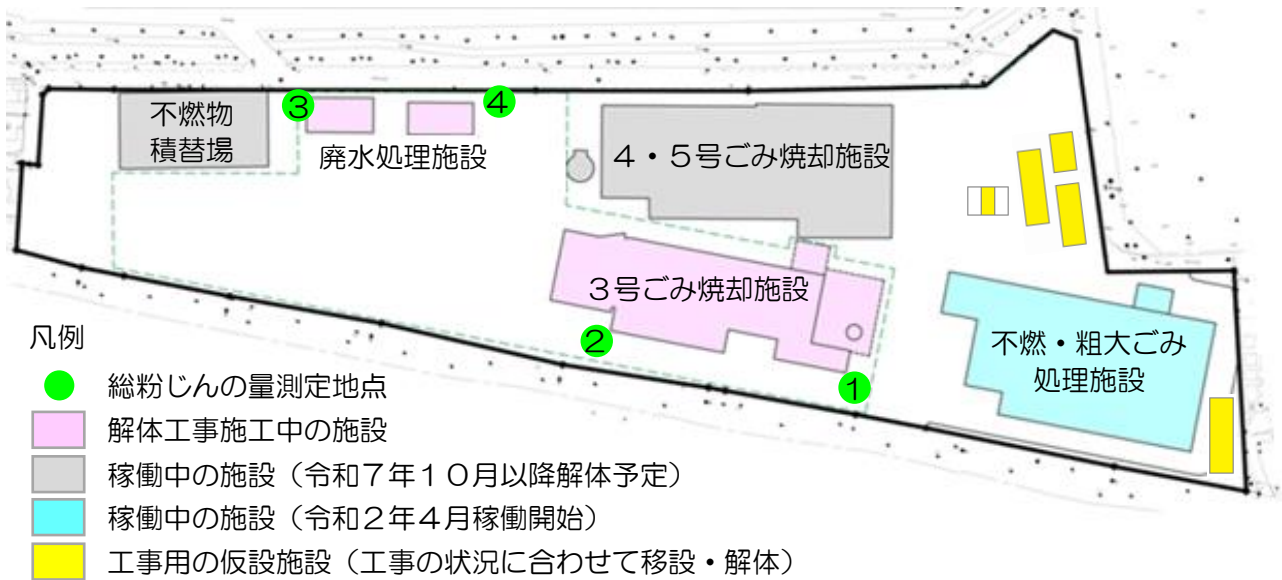 不燃物
積替場
3
4
廃水処理施設
4・5号ごみ焼却施設
3号ごみ焼却施設
2
1
不燃・粗大ごみ
処理施設
凡例
総粉じんの量測定地点
解体工事施工中の施設
稼働中の施設(令和7年10月以降解体予定)
稼働中の施設(令和2年4月稼働開始)
工事用の仮設施設(工事の状況に合わせて移設・解体)